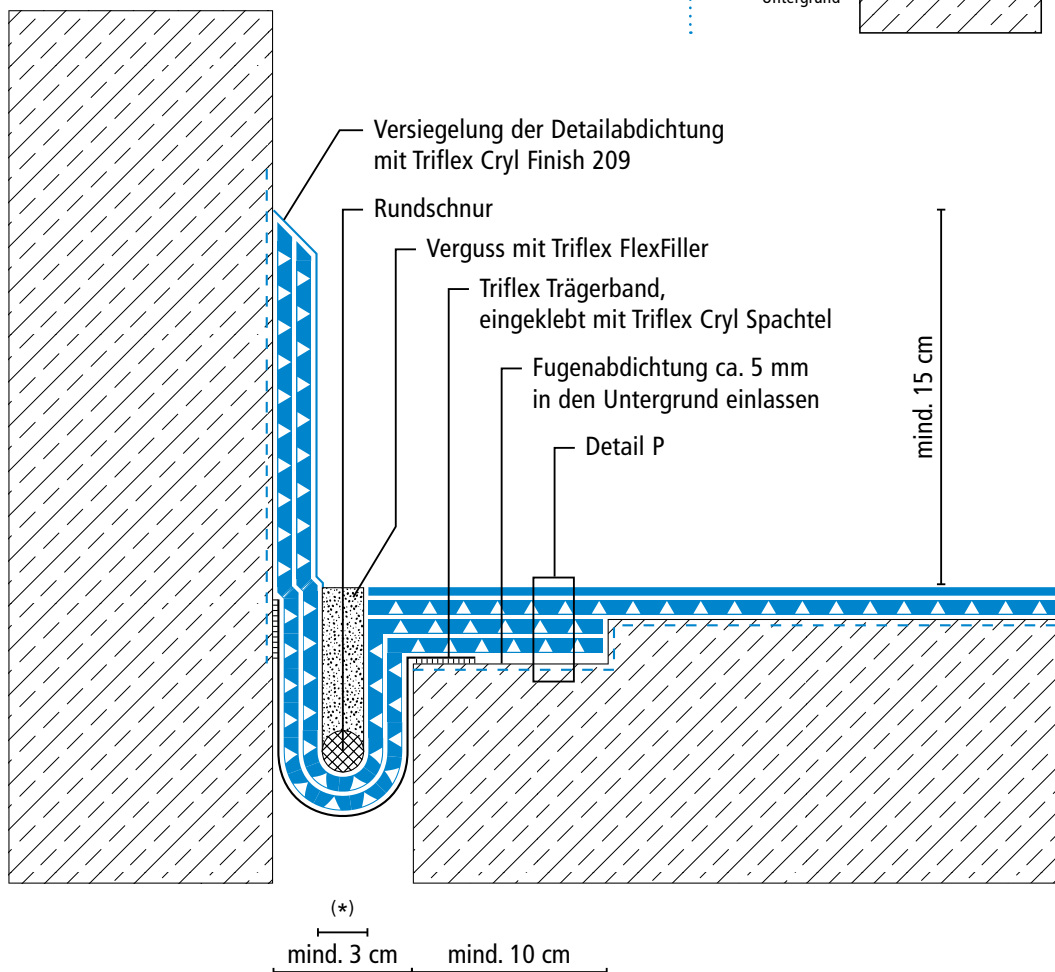 Untergrund
Versiegelung der Detailabdichtung
mit Triflex Cryl Finish 209
Rundschnur
Verguss mit Triflex FlexFiller
Triflex Trägerband,
eingeklebt mit Triflex Cryl Spachtel
Fugenabdichtung ca. 5 mm
in den Untergrund einlassen
Detail P
mind. 15 cm
(*)
mind. 3 cm
mind. 10 cm